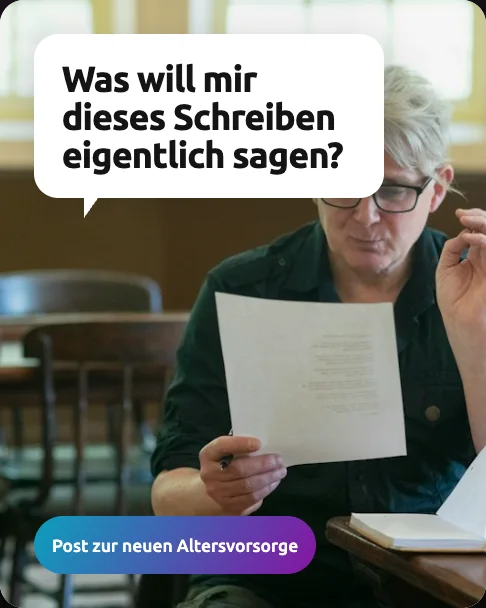 Was will mir
dieses Schreiben
eigentlich sagen?
Post zur neuen Altersvorsorge